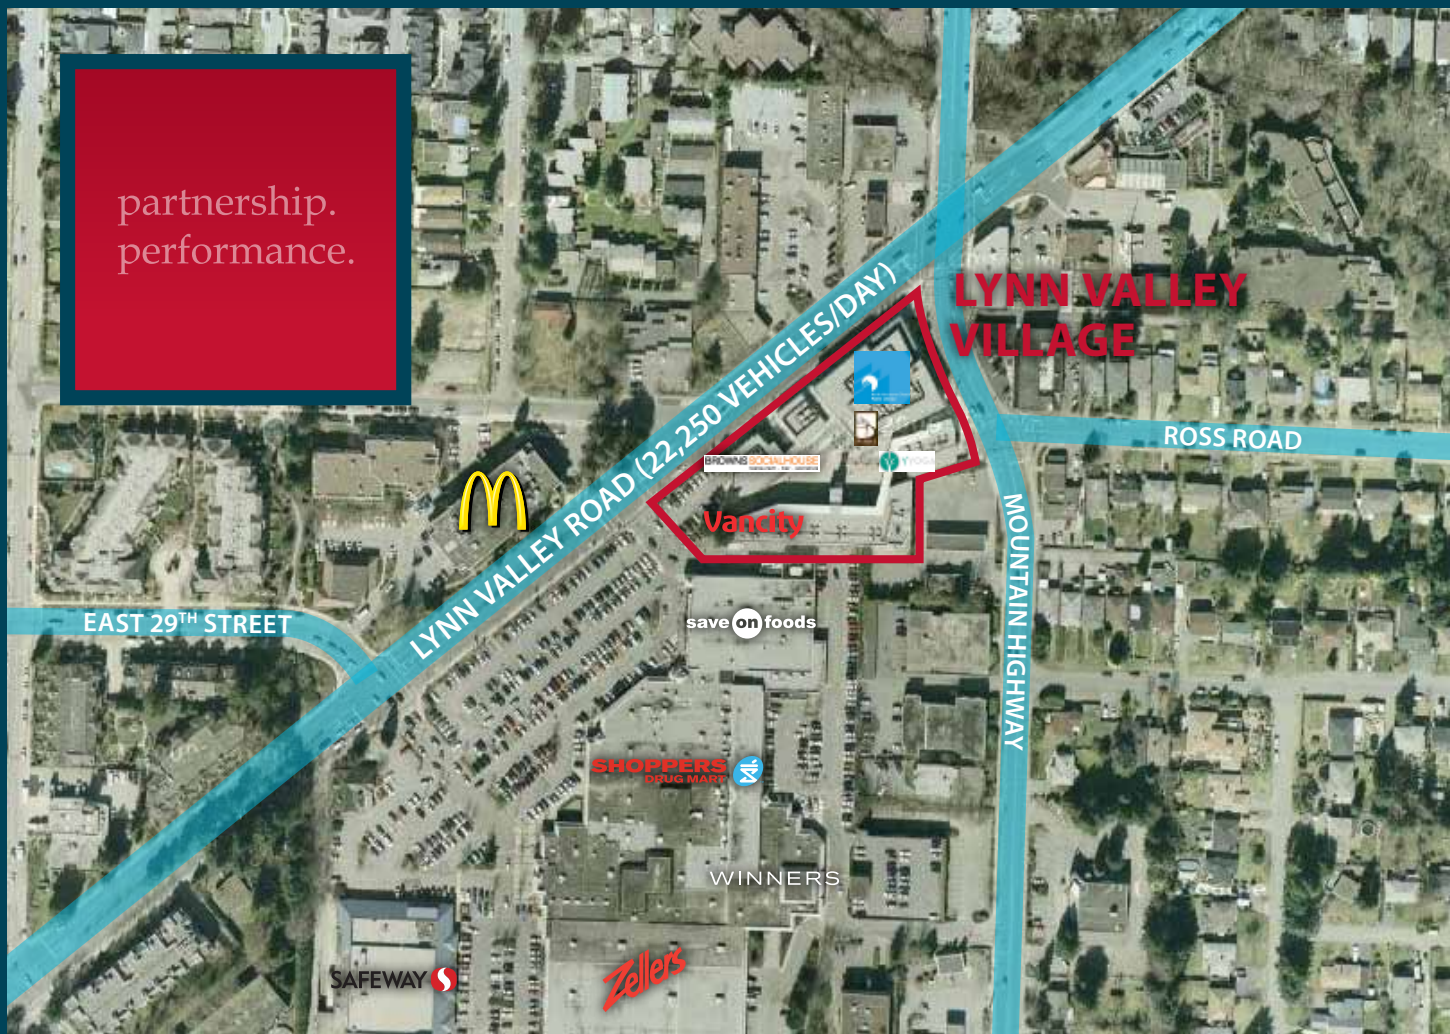 partnership.
performance.
LYNN VALLEY
VILLAGE
LYNN VALLEY ROAD (22,250 VEHICLES/DAY)
ROSS ROAD
BROWNS SOCIALHOUSE
YYOGA
Vancity
MOUNTAIN HIGHWAY
EAST 29TH STREET
save on foods
SHOPPERS
DRUG MART
WINNERS
SAFEWAY
Zellers